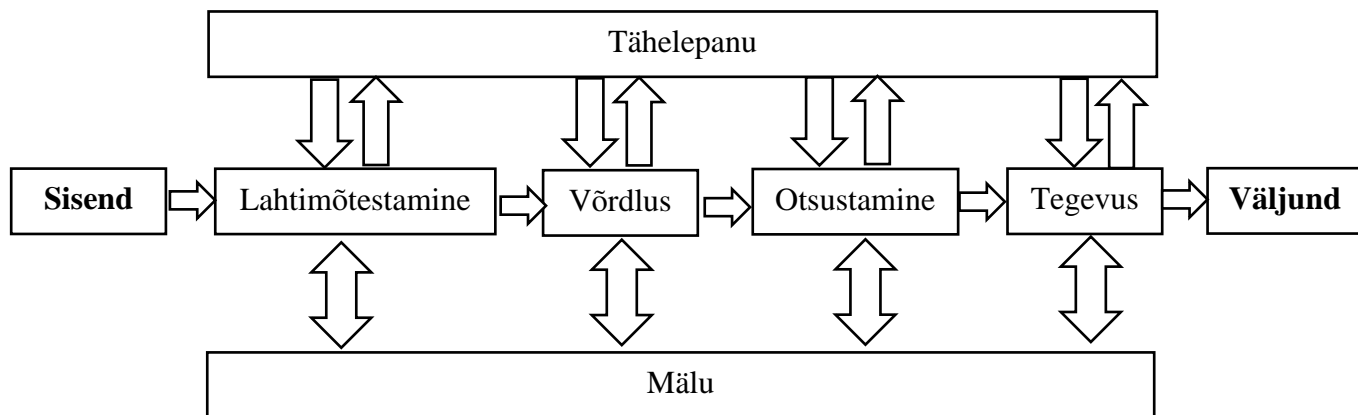 Tähelepanu
Sisend
Lahtimõtestamine
Võrdlus
Otsustamine
Tegevus
Väljund
Mälu